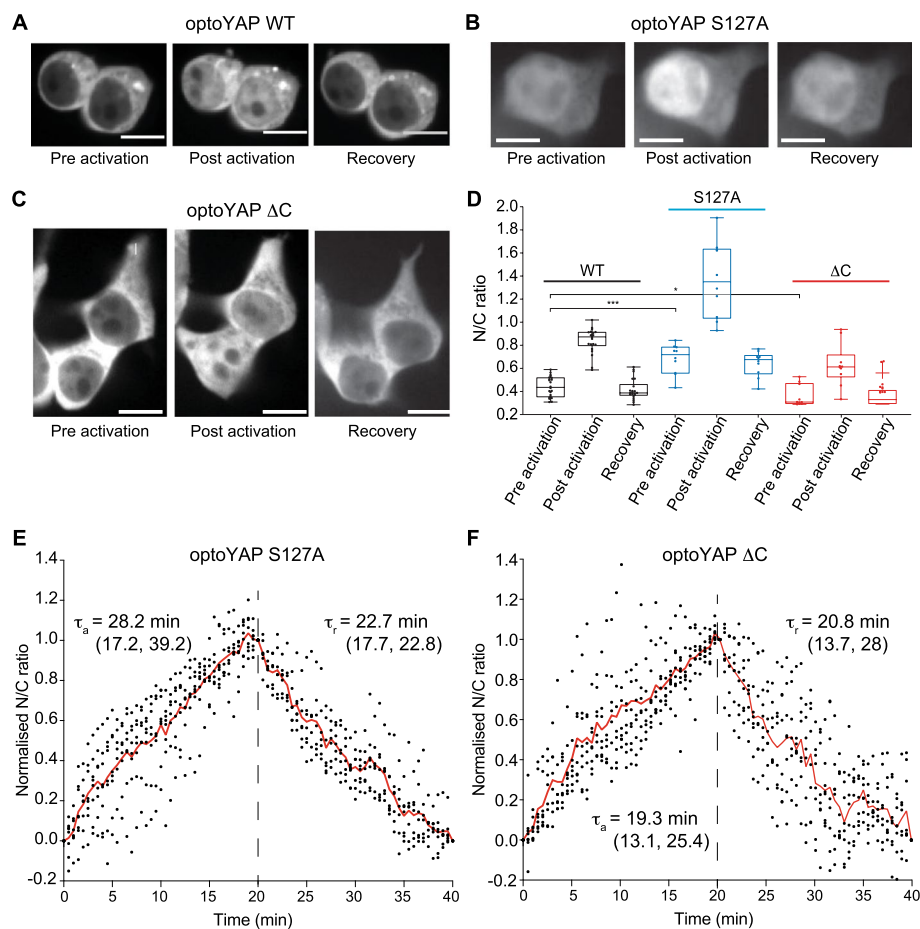 A
optoYAP WT
Pre activation
Post activation
Recovery
B
optoYAP S127A
Pre activation
Post activation
Recovery
C
optoYAP ΔC
Pre activation
Post activation
Recovery
D
S127A
WT
ΔC
*
***
N/C ratio
2.0
1.8
1.6
1.4
1.2
1.0
0.8
0.6
0.4
0.2
Pre activation
Post activation
Recovery
Pre activation
Post activation
Recovery
Pre activation
Post activation
Recovery
E
optoYAP S127A
τa = 28.2 min
(17.2, 39.2)
τr = 22.7 min
(17.7, 22.8)
Normalised N/C ratio
1.4
1.2
1.0
0.8
0.6
0.4
0.2
0.0
-0.2
0 5 10 15 20 25 30 35 40
Time (min)
F
optoYAP ΔC
τr = 20.8 min
(13.7, 28)
τa = 19.3 min
(13.1, 25.4)
Normalised N/C ratio
1.4
1.2
1.0
0.8
0.6
0.4
0.2
0.0
-0.2
0 5 10 15 20 25 30 35 40
Time (min)